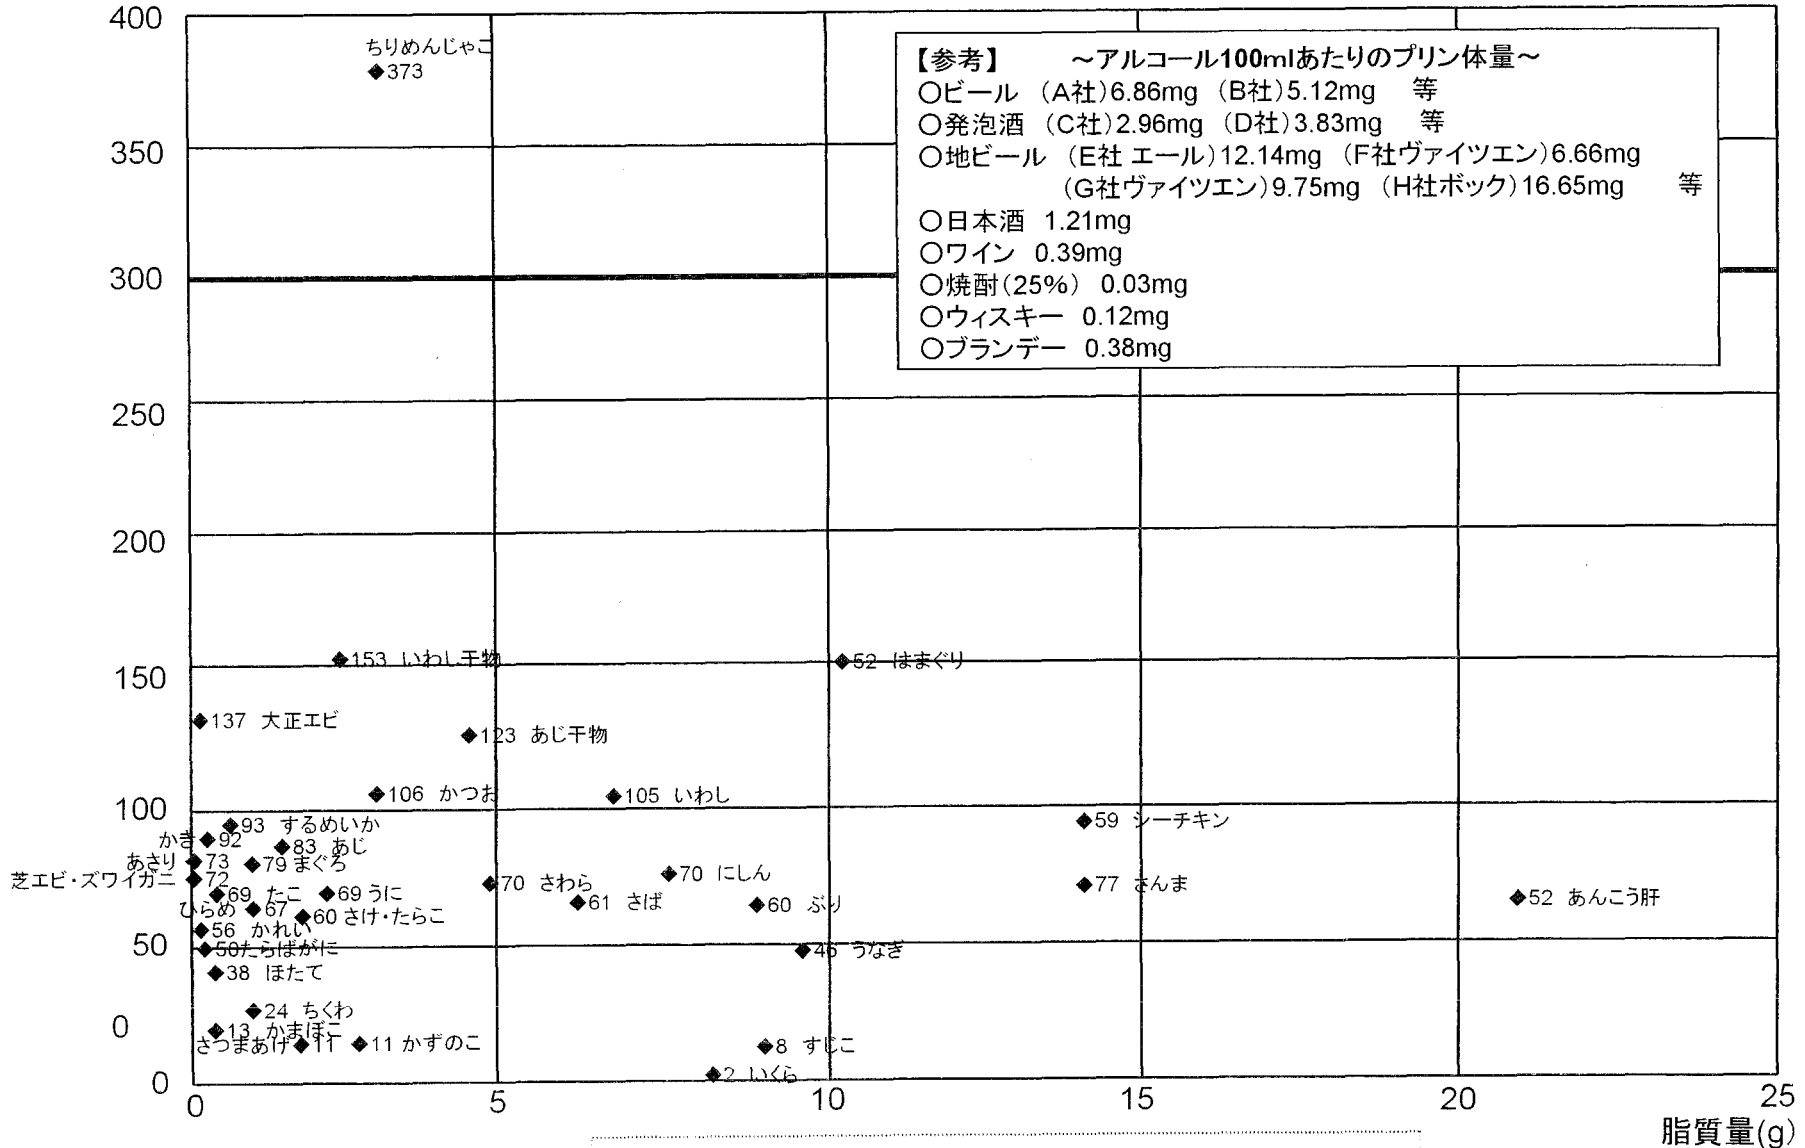 400
ちりめんじゃこ
373
【参考】 ～アルコール100mlあたりのプリン体量～
○ビール （A社）6.86mg （B社）5.12mg 等
○発泡酒 （C社）2.96mg （D社）3.83mg 等
○地ビール （E社 エール）12.14mg （F社ヴァイツエン）6.66mg
（G社ヴァイツエン）9.75mg （H社ボック）16.65mg 等
○日本酒 1.21mg
○ワイン 0.39mg
○焼酎（25%） 0.03mg
○ウィスキー 0.12mg
○ブランデー 0.38mg
350
300
250
200
150
153 いわし干物
52 はまぐり
137 大正エビ
123 あじ干物
106 かつお
105 いわし
100
93 するめいか
59 シーチキン
かき 92
83 あじ
あさり 73
79 まぐろ
芝エビ・ズワイガニ 72
70 さわら
70 にしん
77 さんま
69 たこ
69 うに
61 さば
60 ぶり
52 あんこう肝
ひらめ 67
60 さけ・たらこ
56 かれい
50
50たらばがに
46 うなぎ
38 ほたて
24 ちくわ
0
13 かまぼこ
さつまあげ 11
11 かずのこ
8 すじこ
2 いくら
0
0 5 10 15 20 25
脂質量(g)